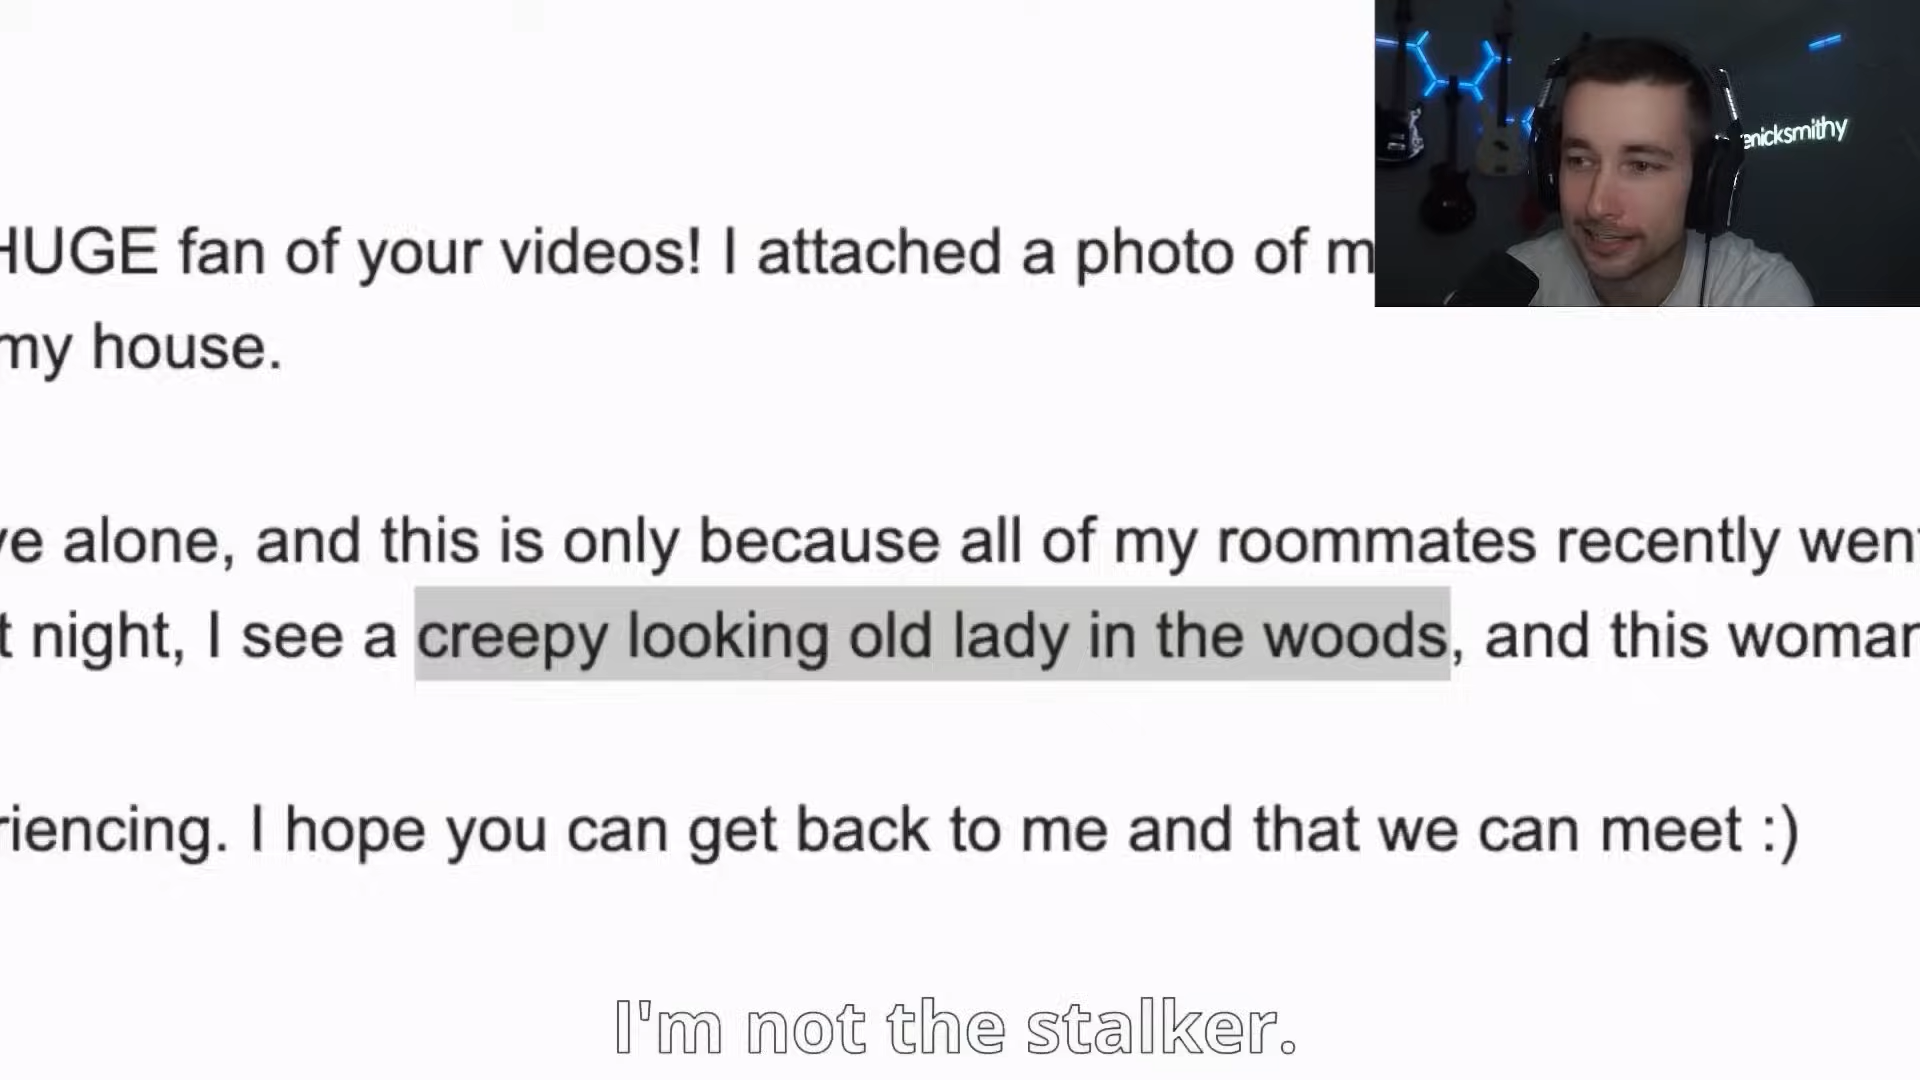 HUGE fan of your videos! I attached a photo of m
enicksmithy
my house.
ve alone, and this is only because all of my roommates recently went
t night, I see a creepy looking old lady in the woods, and this woman
riencing. I hope you can get back to me and that we can meet :)
I'm not the stalker.